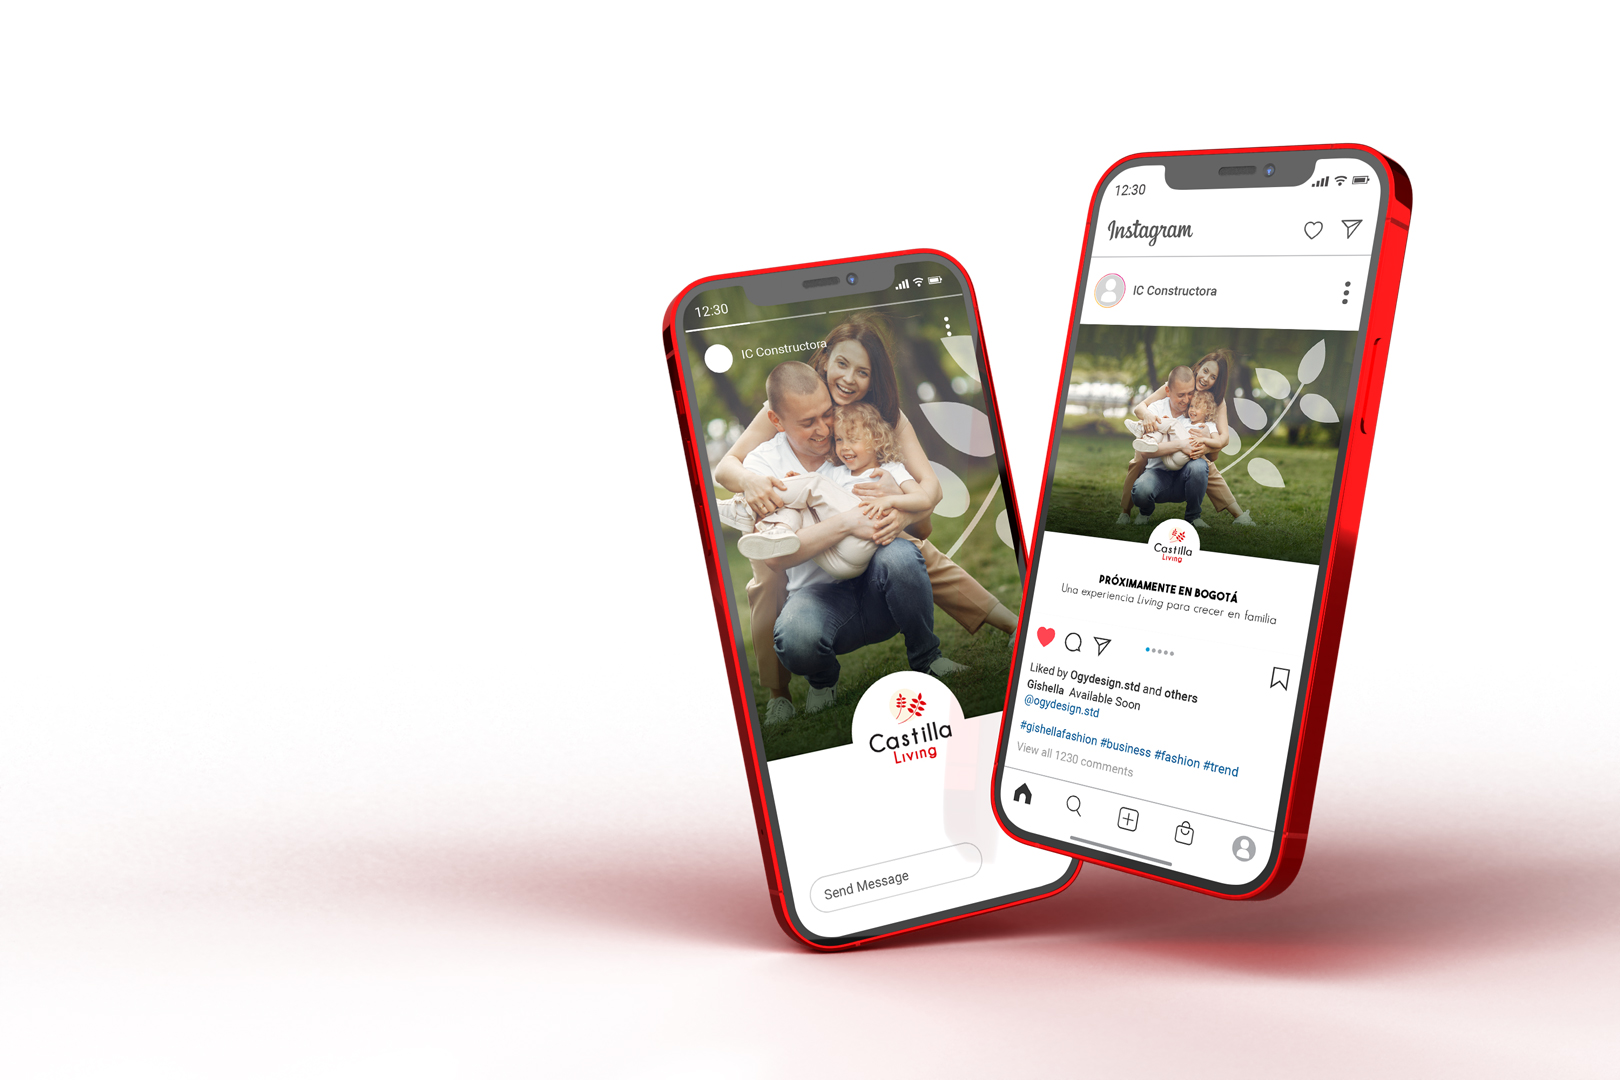 12:30
IC Constructora
Castilla
Living
Send Message
12:30
Instagram
IC Constructora
Castilla
Living
PRÓXIMAMENTE EN BOGOTÁ
Una experiencia Living para crecer en familia
Liked by Ogydesign.std and others
Gishella Available Soon
@ogydesign.std
#gishellafashion #business #fashion #trend
View all 1230 comments